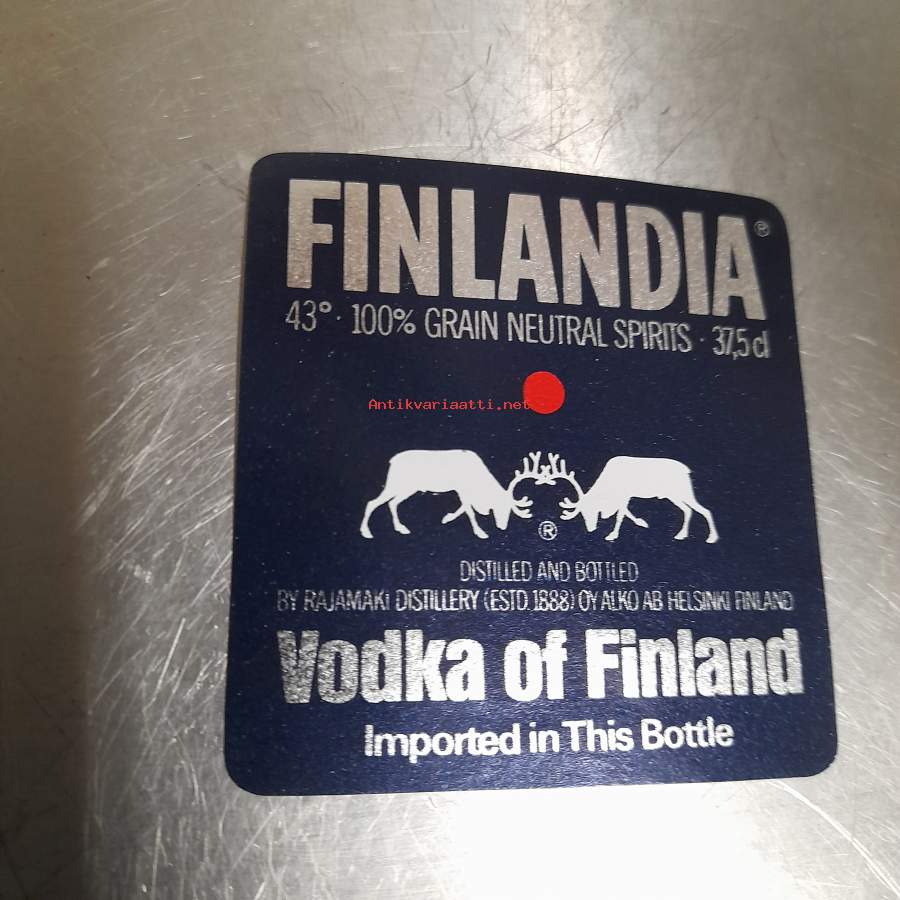 FINLANDIA®
43° · 100% GRAIN NEUTRAL SPIRITS · 37,5 cl
Antikvariaatti.net
®
DISTILLED AND BOTTLED
BY RAJAMÄKI DISTILLERY (ESTD. 1888) OY ALKO AB HELSINKI FINLAND
Vodka of Finland
Imported in This Bottle